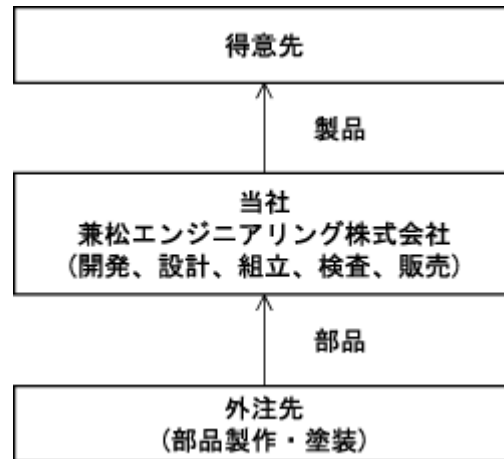 得意先
製品
当社
兼松エンジニアリング株式会社
(開発、設計、組立、検査、販売)
部品
外注先
(部品製作・塗装)